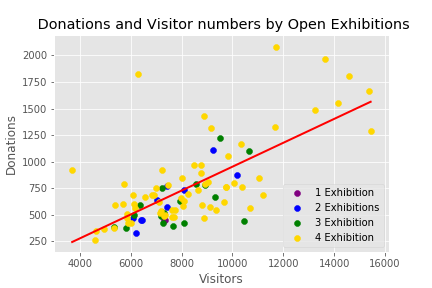 Donations and Visitor numbers by Open Exhibitions
Donations
2000
1750
1500
1250
1000
750
500
250
1 Exhibition
2 Exhibitions
3 Exhibition
4 Exhibition
4000 6000 8000 10000 12000 14000 16000
Visitors